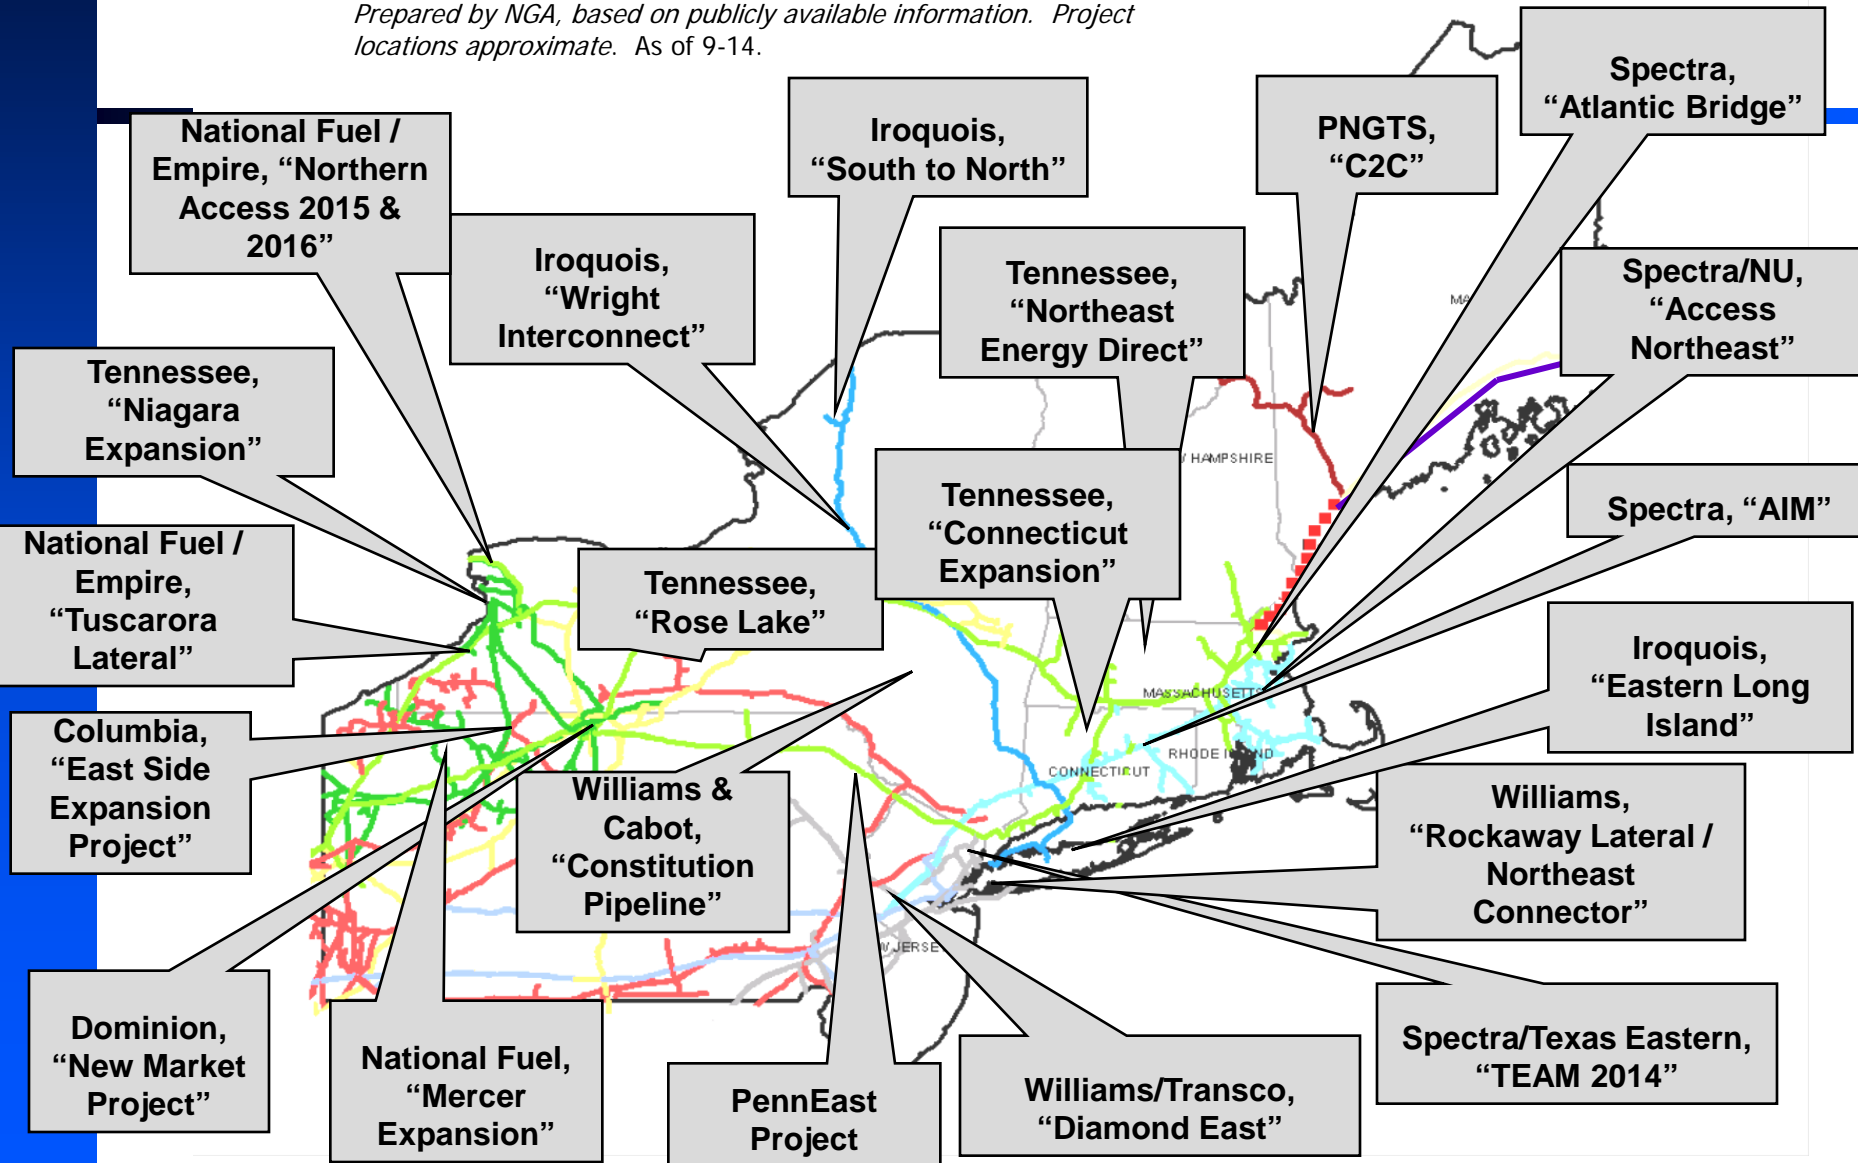 Prepared by NGA, based on publicly available information. Project
locations approximate. As of 9-14.
Spectra,
“Atlantic Bridge”
National Fuel /
Empire, “Northern
Access 2015 &
2016”
Iroquois,
“South to North”
PNGTS,
“C2C”
Iroquois,
“Wright
Interconnect”
Tennessee,
“Northeast
Energy Direct”
Spectra/NU,
“Access
Northeast”
MA
Tennessee,
“Niagara
Expansion”
HAMPSHIRE
Tennessee,
“Connecticut
Expansion”
Spectra, “AIM”
National Fuel /
Empire,
“Tuscarora
Lateral”
Tennessee,
“Rose Lake”
Iroquois,
“Eastern Long
Island”
MASSACHUSETTS
Columbia,
“East Side
Expansion
Project”
RHODE ISLAND
CONNECTICUT
Williams &
Cabot,
“Constitution
Pipeline”
Williams,
“Rockaway Lateral /
Northeast
Connector”
JERSE
Dominion,
“New Market
Project”
National Fuel,
“Mercer
Expansion”
PennEast
Project
Williams/Transco,
“Diamond East”
Spectra/Texas Eastern,
“TEAM 2014”